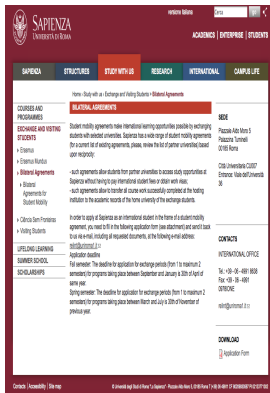 versione italiana
Cerca
SAPIENZA
UNIVERSITÀ DI ROMA
ACADEMICS | ENTERPRISE | STUDENTS
SAPIENZA STRUCTURES STUDY WITH US RESEARCH INTERNATIONAL CAMPUS LIFE
Home › Study with us › Exchange and Visiting Students › Bilateral Agreements
COURSES AND
PROGRAMMES
EXCHANGE AND VISITING
STUDENTS
Erasmus
Erasmus Mundus
Bilateral Agreements
Bilateral
Agreements for
Student Mobility
Ciência Sem Fronteiras
Visiting Students
LIFELONG LEARNING
SUMMER SCHOOL
SCHOLARSHIPS
BILATERAL AGREEMENTS
Student mobility agreements make international learning opportunities possible by exchanging
students with selected universities. Sapienza has a wide range of student mobility agreements
(for a current list of existing agreements, please, review the list of partner universities) based
upon reciprocity:
- such agreements allow students from partner universities to access study opportunities at
Sapienza without having to pay international student fees or obtain work visas;
- such agreements allow to transfer all course work successfully completed at the hosting
institution to the academic records of the home university of the exchange students.
In order to apply at Sapienza as an international student in the frame of a student mobility
agreement, you need to fill in the following application form (see attachment) and send it back
to us via e-mail, including all requested documents, at the following e-mail address:
Application deadline
Fall semester: The deadline for application for exchange periods (from 1 to maximum 2
semesters) for programs taking place between September and January is 30th of April of
same year.
Spring semester: The deadline for application for exchange periods (from 1 to maximum 2
semesters) for programs taking place between March and July is 30th of November of
previous year.
SEDE
Piazzale Aldo Moro 5
Palazzina Tumminelli
00185 Roma
Città Universitaria CU007
Entrance: Viale dell'Università
36
CONTACTS
INTERNATIONAL OFFICE
DOWNLOAD
Application Form
Contacts | Accessibility | Site map